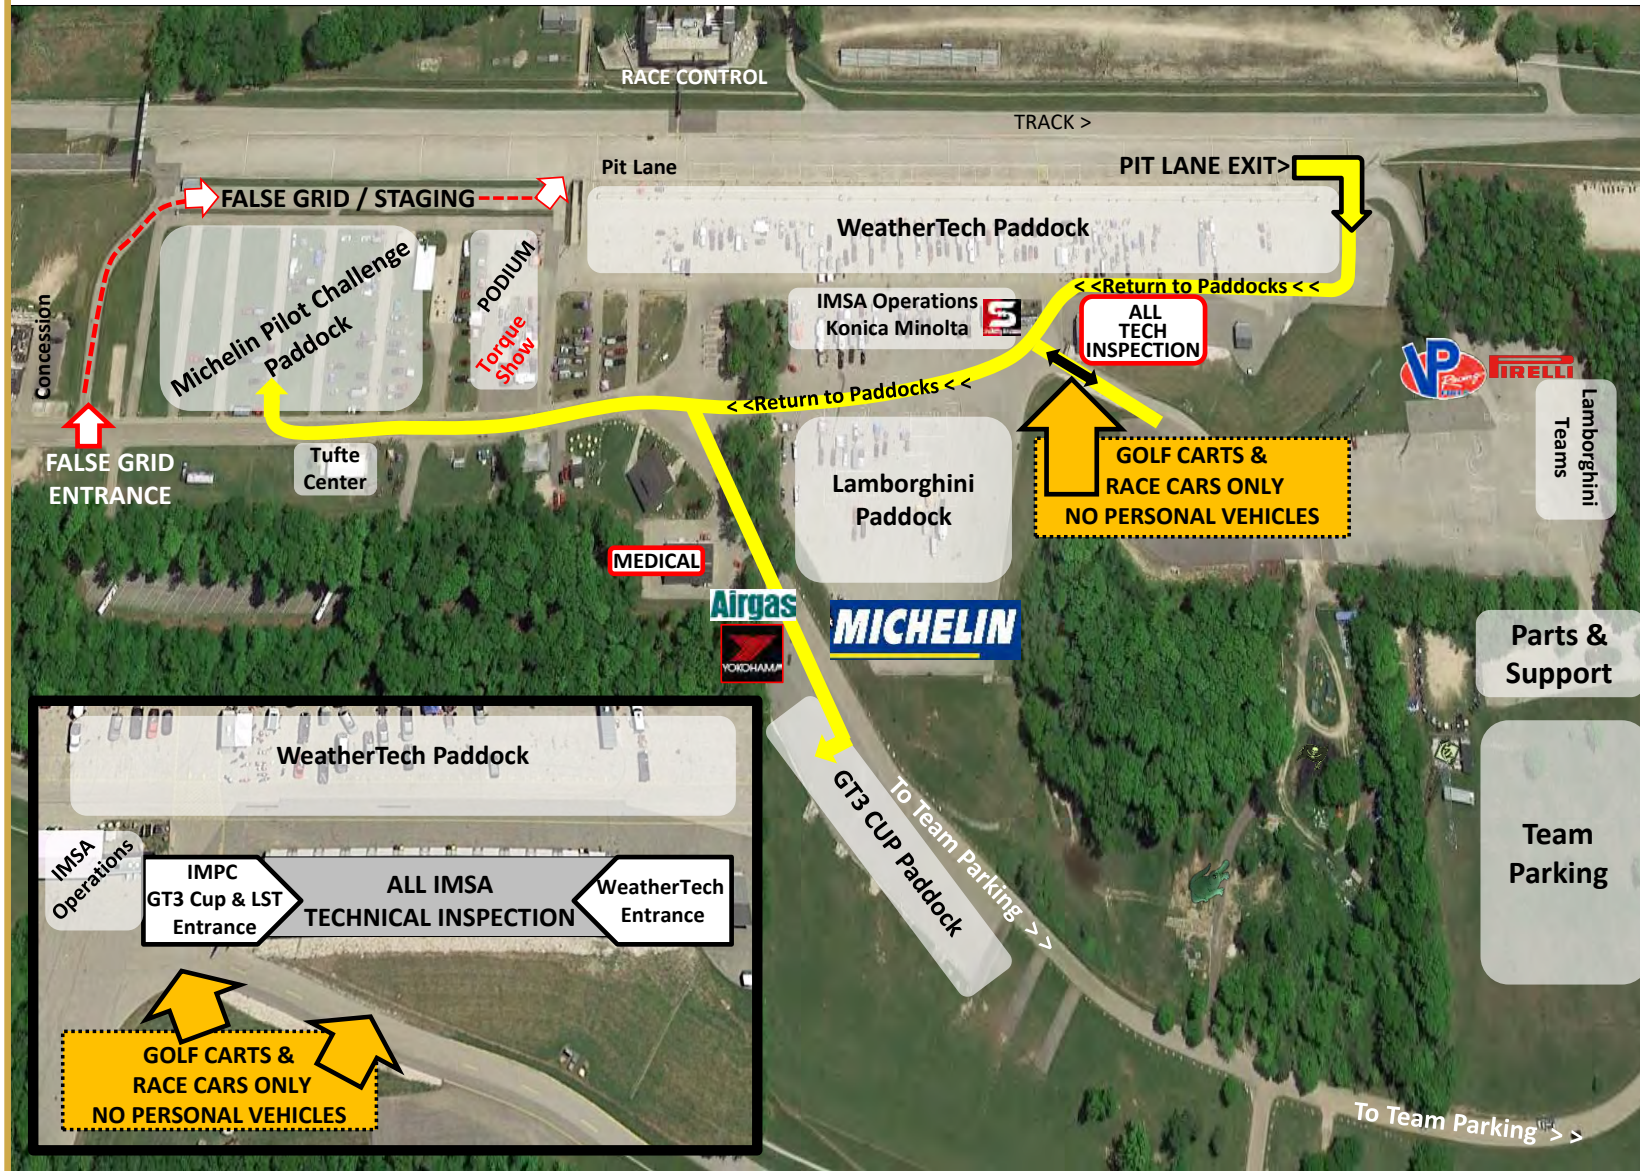 RACE CONTROL
TRACK >
Pit Lane
PIT LANE EXIT>
FALSE GRID / STAGING
WeatherTech Paddock
Michelin Pilot Challenge
Paddock
PODIUM
Torque
Show
Concession
< <Return to Paddocks < <
IMSA Operations
Konica Minolta
S
ALL
TECH
INSPECTION
VP
Racing
PIRELLI
Lamborghini
Teams
< <Return to Paddocks < <
FALSE GRID
ENTRANCE
Tufte
Center
Lamborghini
Paddock
GOLF CARTS &
RACE CARS ONLY
NO PERSONAL VEHICLES
MEDICAL
Airgas
YOKOHAMA
MICHELIN
Parts &
Support
GT3 CUP Paddock
To Team Parking > >
Team
Parking
To Team Parking > >
WeatherTech Paddock
IMSA
Operations
IMPC
GT3 Cup & LST
Entrance
ALL IMSA
TECHNICAL INSPECTION
WeatherTech
Entrance
GOLF CARTS &
RACE CARS ONLY
NO PERSONAL VEHICLES